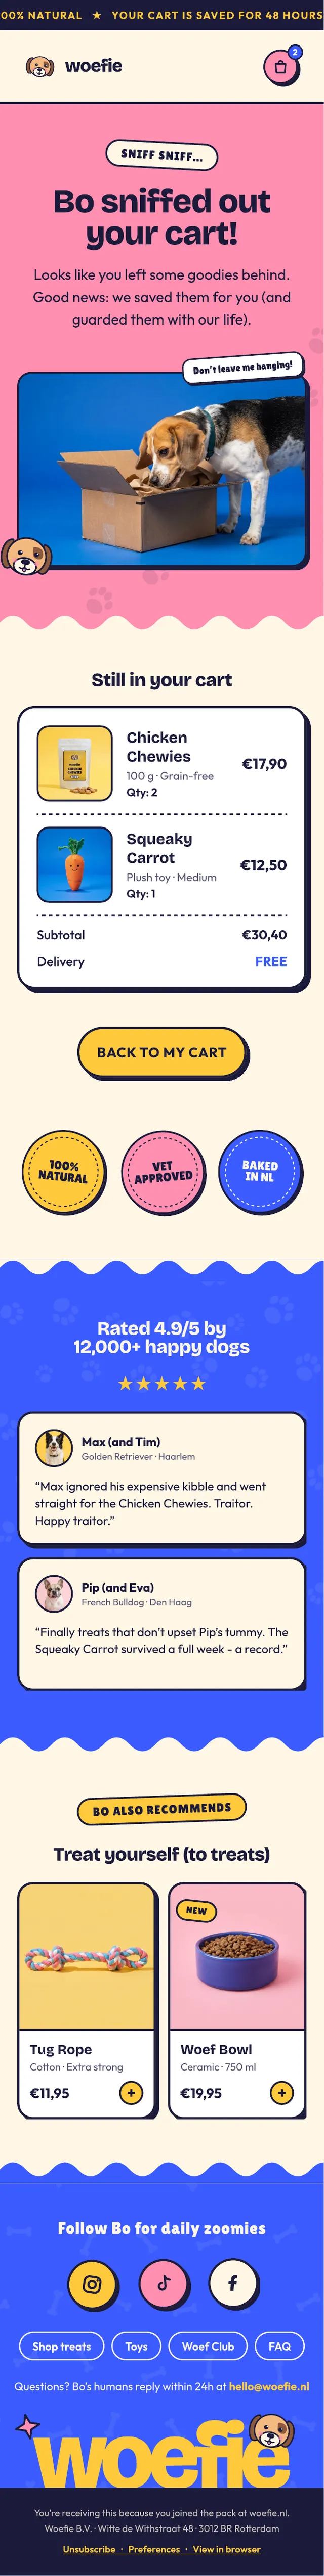 00% NATURAL ★ YOUR CART IS SAVED FOR 48 HOURS
woefie
2
SNIFF SNIFF...
Bo sniffed out
your cart!
Looks like you left some goodies behind.
Good news: we saved them for you (and
guarded them with our life).
Don't leave me hanging!
Still in your cart
woefie
CHICKEN
CHEWIES
Chicken
Chewies
100 g · Grain-free
Qty: 2
€17,90
Squeaky
Carrot
Plush toy · Medium
Qty: 1
€12,50
Subtotal
€30,40
Delivery
FREE
BACK TO MY CART
100%
NATURAL
VET
APPROVED
BAKED
IN NL
Rated 4.9/5 by
12,000+ happy dogs
★★★★★
Max (and Tim)
Golden Retriever · Haarlem
“Max ignored his expensive kibble and went
straight for the Chicken Chewies. Traitor.
Happy traitor.”
Pip (and Eva)
French Bulldog · Den Haag
“Finally treats that don’t upset Pip’s tummy. The
Squeaky Carrot survived a full week - a record.”
BO ALSO RECOMMENDS
Treat yourself (to treats)
Tug Rope
Cotton · Extra strong
€11,95
+
NEW
Woef Bowl
Ceramic · 750 ml
€19,95
+
Follow Bo for daily zoomies
Shop treats
Toys
Woef Club
FAQ
Questions? Bo’s humans reply within 24h at hello@woefie.nl
woefie
You’re receiving this because you joined the pack at woefie.nl.
Woefie B.V. · Witte de Withstraat 48 · 3012 BR Rotterdam
Unsubscribe · Preferences · View in browser